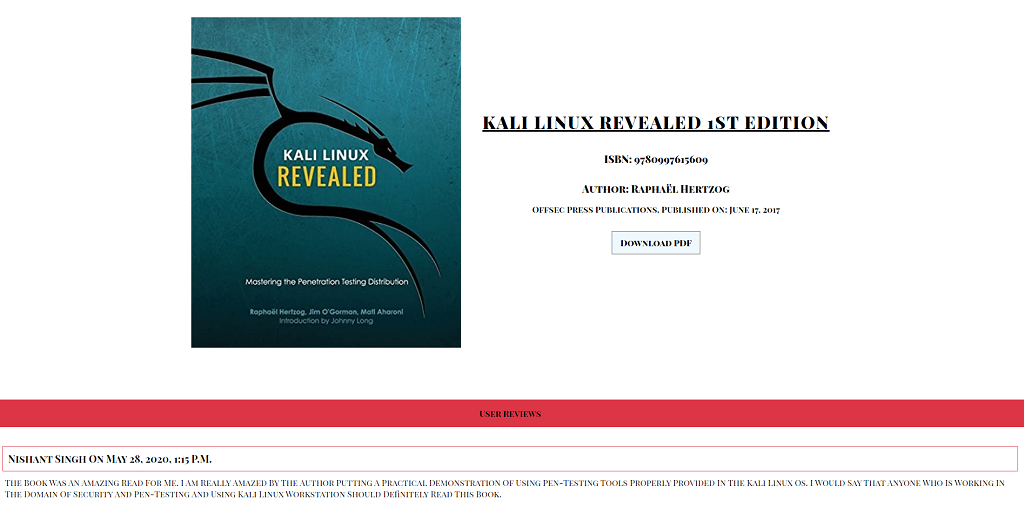 KALI LINUX
REVEALED
Mastering the Penetration Testing Distribution
Raphaël Hertzog, Jim O'Gorman, Mati Aharoni
Introduction by Johnny Long
KALI LINUX REVEALED 1ST EDITION
ISBN: 9780997615609
Author: Raphaël Hertzog
Offsec Press Publications, Published On: June 17, 2017
Download PDF
User Reviews
Nishant Singh On May 28, 2020, 1:15 P.M.
The Book Was An Amazing Read For Me. I Am Really Amazed By The Author Putting A Practical Demonstration Of Using Pen-Testing Tools Properly Provided In The Kali Linux Os. I Would Say That Anyone Who Is Working In
The Domain Of Security And Pen-Testing And Using Kali Linux Workstation Should Definitely Read This Book.